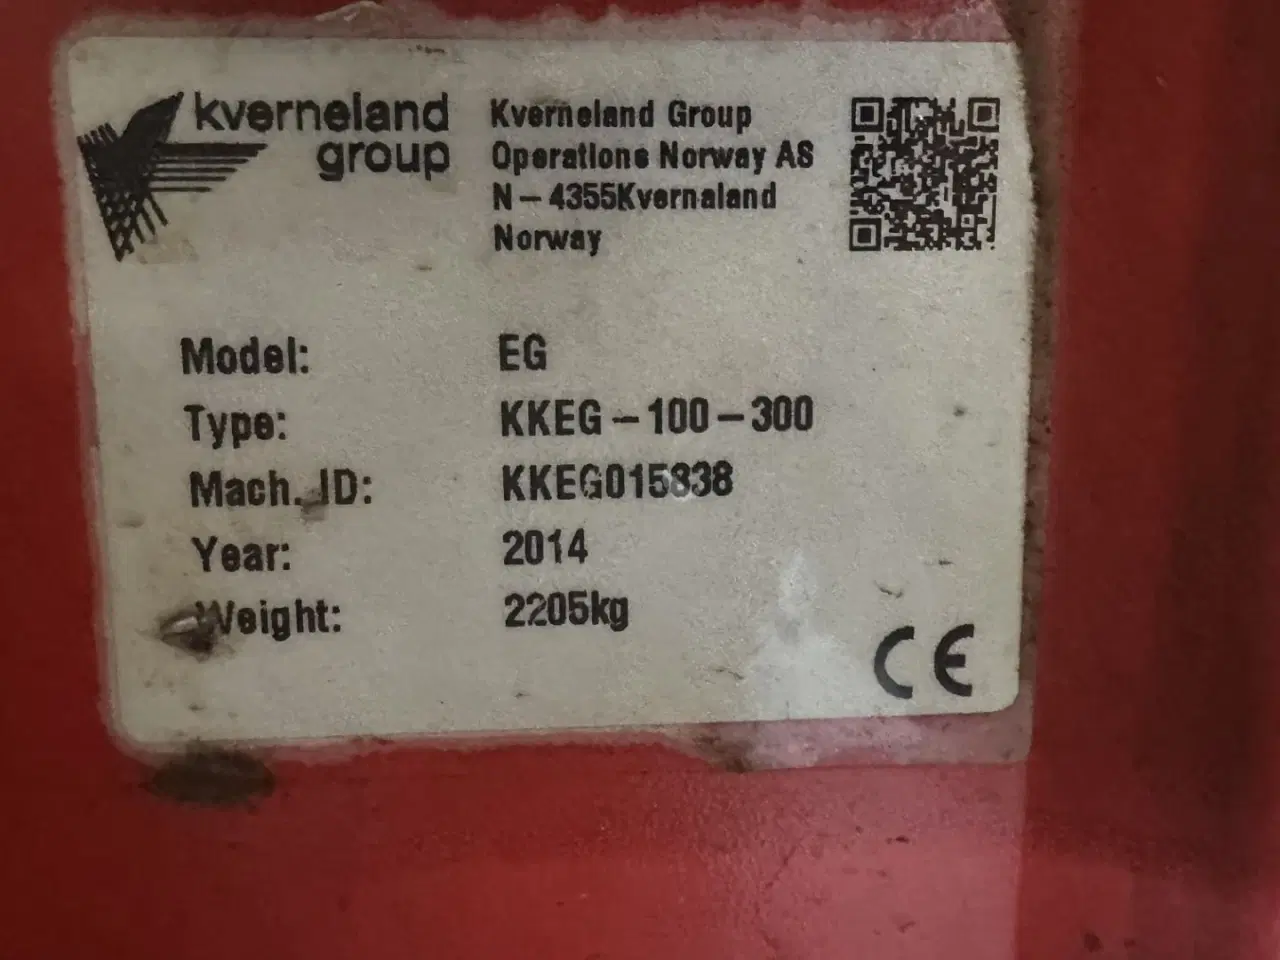 kverneland
group
Kverneland Group
Operations Norway AS
N-4355Kvernaland
Norway
Model: EG
Type: KKEG-100-300
Mach. ID: KKEG015838
Year: 2014
Weight: 2205kg
CE